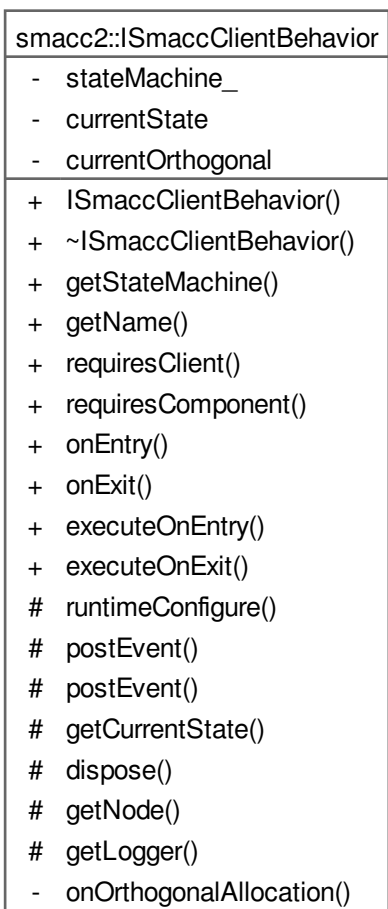 smacc2::ISmaccClientBehavior
- stateMachine_
- currentState
- currentOrthogonal
+ ISmaccClientBehavior()
+ ~ISmaccClientBehavior()
+ getStateMachine()
+ getName()
+ requiresClient()
+ requiresComponent()
+ onEntry()
+ onExit()
+ executeOnEntry()
+ executeOnExit()
# runtimeConfigure()
# postEvent()
# postEvent()
# getCurrentState()
# dispose()
# getNode()
# getLogger()
- onOrthogonalAllocation()